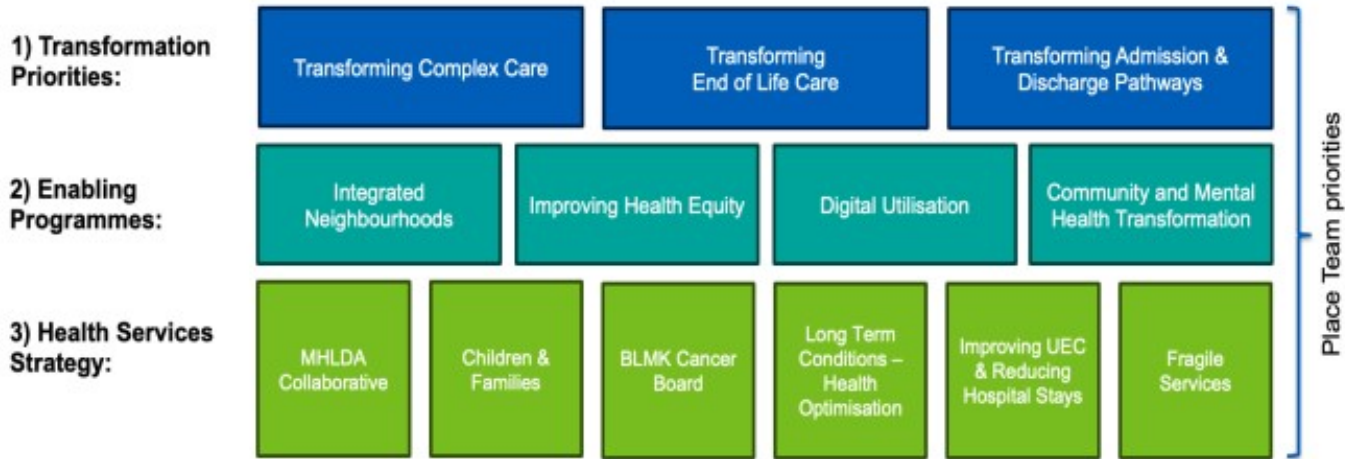 1) Transformation
Priorities:
Transforming Complex Care
Transforming
End of Life Care
Transforming Admission &
Discharge Pathways
2) Enabling
Programmes:
Integrated
Neighbourhoods
Improving Health Equity
Digital Utilisation
Community and Mental
Health Transformation
3) Health Services
Strategy:
MHLDA
Collaborative
Children &
Families
BLMK Cancer
Board
Long Term
Conditions –
Health
Optimisation
Improving UEC
& Reducing
Hospital Stays
Fragile
Services
Place Team priorities